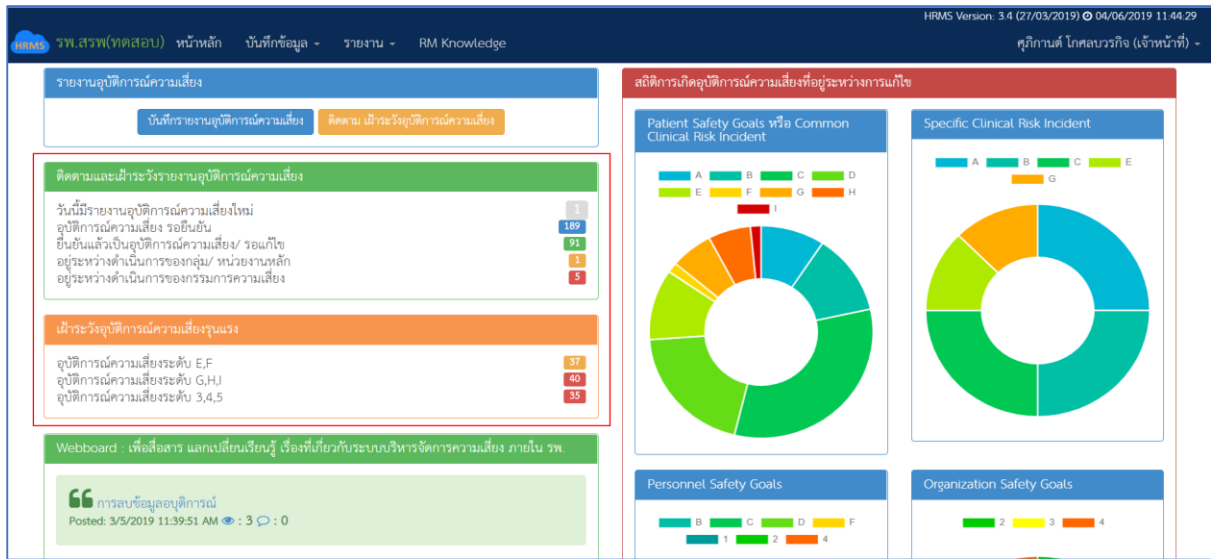 HRMS Version: 3.4 (27/03/2019) 04/06/2019 11:44:29
HRMS รพ.สรพ(ทดสอบ) หน้าหลัก บันทึกข้อมูล รายงาน RM Knowledge ศุภิกานต์ โกศลบวรกิจ (เจ้าหน้าที่)
รายงานอุบัติการณ์ความเสี่ยง
บันทึกรายงานอุบัติการณ์ความเสี่ยง ติดตาม เฝ้าระวังอุบัติการณ์ความเสี่ยง
ติดตามและเฝ้าระวังรายงานอุบัติการณ์ความเสี่ยง
วันนี้มีรายงานอุบัติการณ์ความเสี่ยงใหม่ 1
อุบัติการณ์ความเสี่ยง รอยืนยัน 189
ยืนยันแล้วเป็นอุบัติการณ์ความเสี่ยง/ รอแก้ไข 91
อยู่ระหว่างดำเนินการของกลุ่ม/ หน่วยงานหลัก 1
อยู่ระหว่างดำเนินการของกรรมการความเสี่ยง 5
เฝ้าระวังอุบัติการณ์ความเสี่ยงรุนแรง
อุบัติการณ์ความเสี่ยงระดับ E,F 37
อุบัติการณ์ความเสี่ยงระดับ G,H,I 40
อุบัติการณ์ความเสี่ยงระดับ 3,4,5 35
Webboard : เพื่อสื่อสาร แลกเปลี่ยนเรียนรู้ เรื่องที่เกี่ยวกับระบบบริหารจัดการความเสี่ยง ภายใน รพ.
การลบข้อมูลอบุติการณ์
Posted: 3/5/2019 11:39:51 AM : 3 : 0
สถิติการเกิดอุบัติการณ์ความเสี่ยงที่อยู่ระหว่างการแก้ไข
Patient Safety Goals หรือ Common
Clinical Risk Incident
A B C D
E F G H
I
Specific Clinical Risk Incident
A B C E
G
Personnel Safety Goals
B C D F
1 2 4
Organization Safety Goals
2 3 4